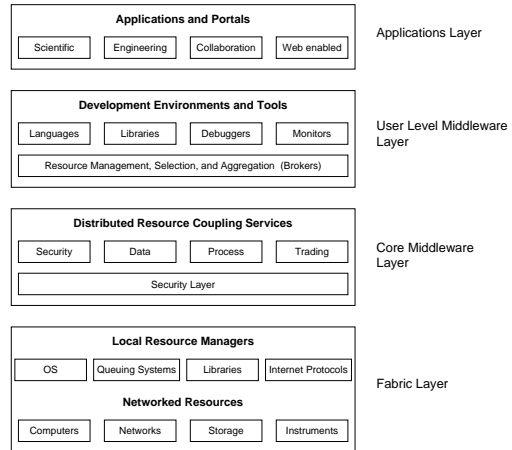 Applications and Portals
Scientific
Engineering
Collaboration
Web enabled
Applications Layer
Development Environments and Tools
Languages
Libraries
Debuggers
Monitors
Resource Management, Selection, and Aggregation (Brokers)
User Level Middleware
Layer
Distributed Resource Coupling Services
Security
Data
Process
Trading
Security Layer
Core Middleware
Layer
Local Resource Managers
OS
Queuing Systems
Libraries
Internet Protocols
Networked Resources
Computers
Networks
Storage
Instruments
Fabric Layer